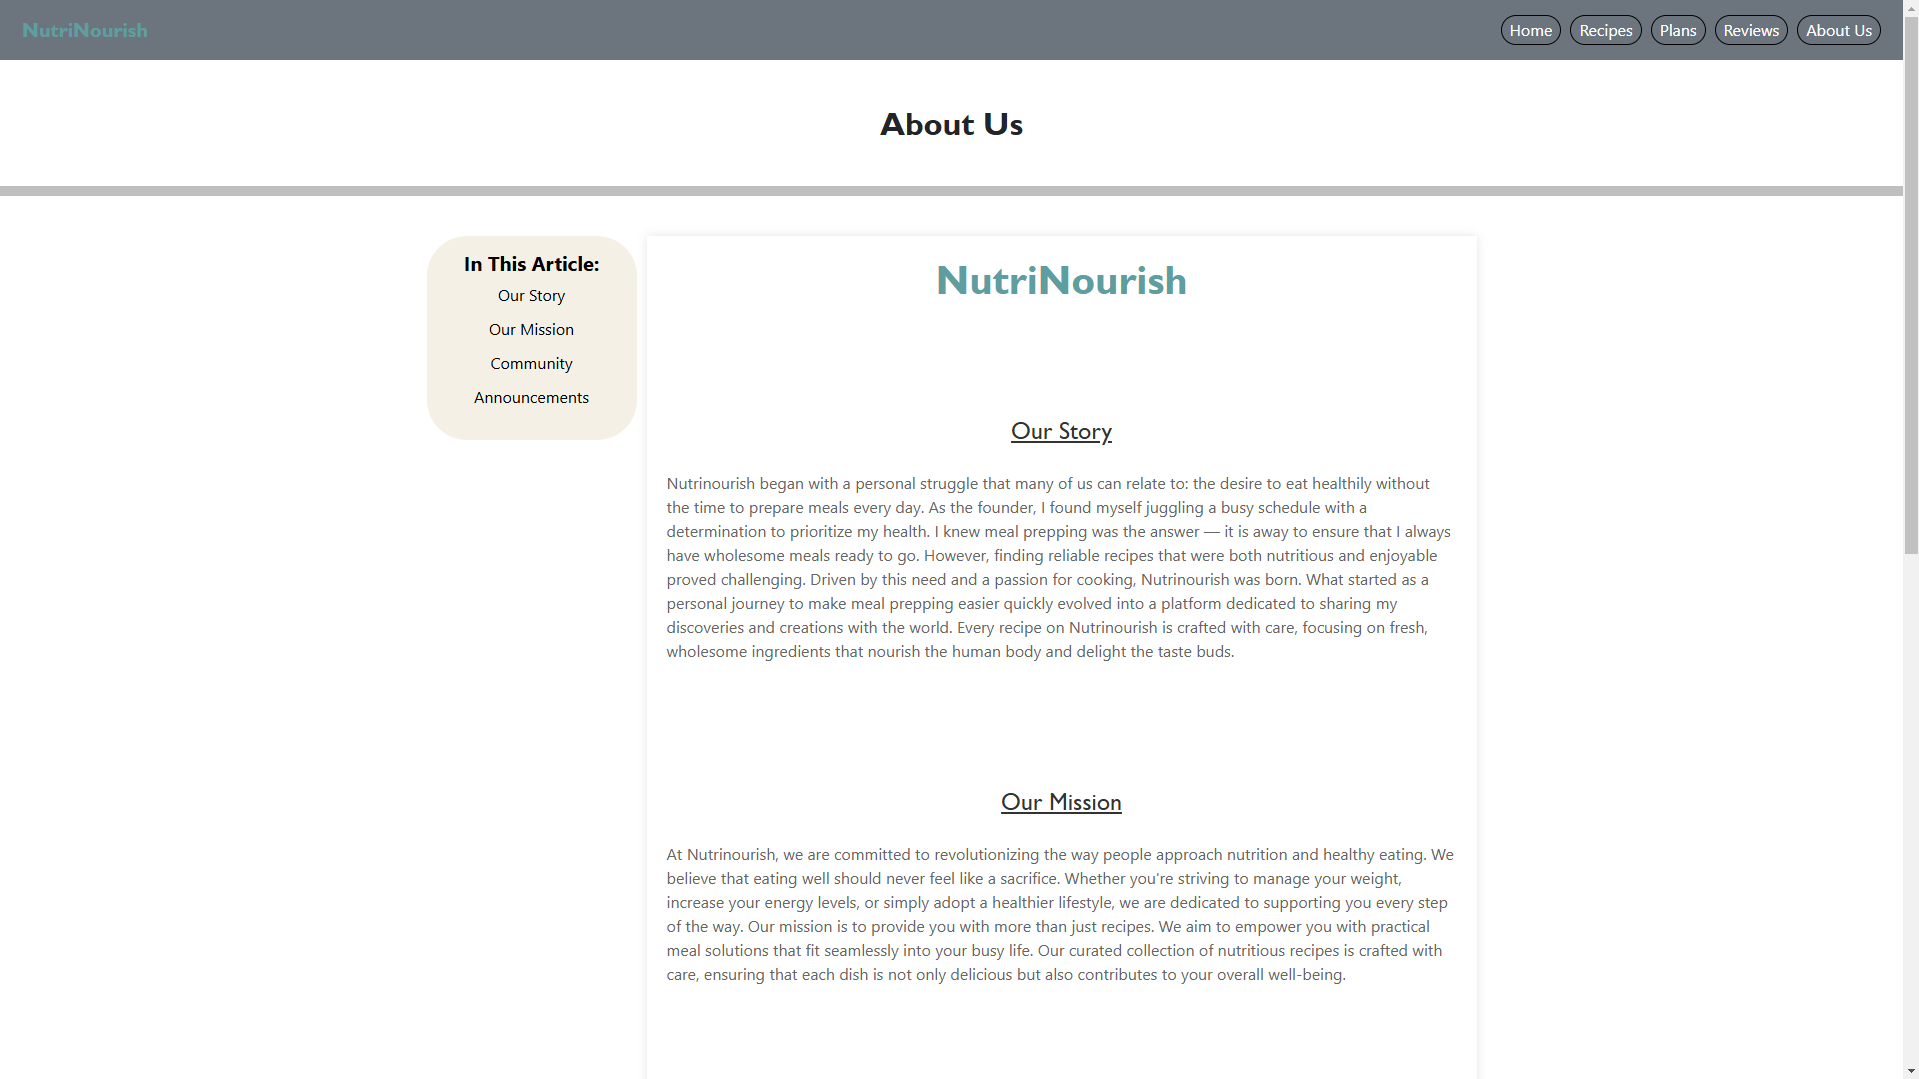 NutriNourish
Home
Recipes
Plans
Reviews
About Us
About Us
In This Article:
Our Story
Our Mission
Community
Announcements
NutriNourish
Our Story
Nutrinourish began with a personal struggle that many of us can relate to: the desire to eat healthily without
the time to prepare meals every day. As the founder, I found myself juggling a busy schedule with a
determination to prioritize my health. I knew meal prepping was the answer — it is away to ensure that I always
have wholesome meals ready to go. However, finding reliable recipes that were both nutritious and enjoyable
proved challenging. Driven by this need and a passion for cooking, Nutrinourish was born. What started as a
personal journey to make meal prepping easier quickly evolved into a platform dedicated to sharing my
discoveries and creations with the world. Every recipe on Nutrinourish is crafted with care, focusing on fresh,
wholesome ingredients that nourish the human body and delight the taste buds.
Our Mission
At Nutrinourish, we are committed to revolutionizing the way people approach nutrition and healthy eating. We
believe that eating well should never feel like a sacrifice. Whether you're striving to manage your weight,
increase your energy levels, or simply adopt a healthier lifestyle, we are dedicated to supporting you every step
of the way. Our mission is to provide you with more than just recipes. We aim to empower you with practical
meal solutions that fit seamlessly into your busy life. Our curated collection of nutritious recipes is crafted with
care, ensuring that each dish is not only delicious but also contributes to your overall well-being.